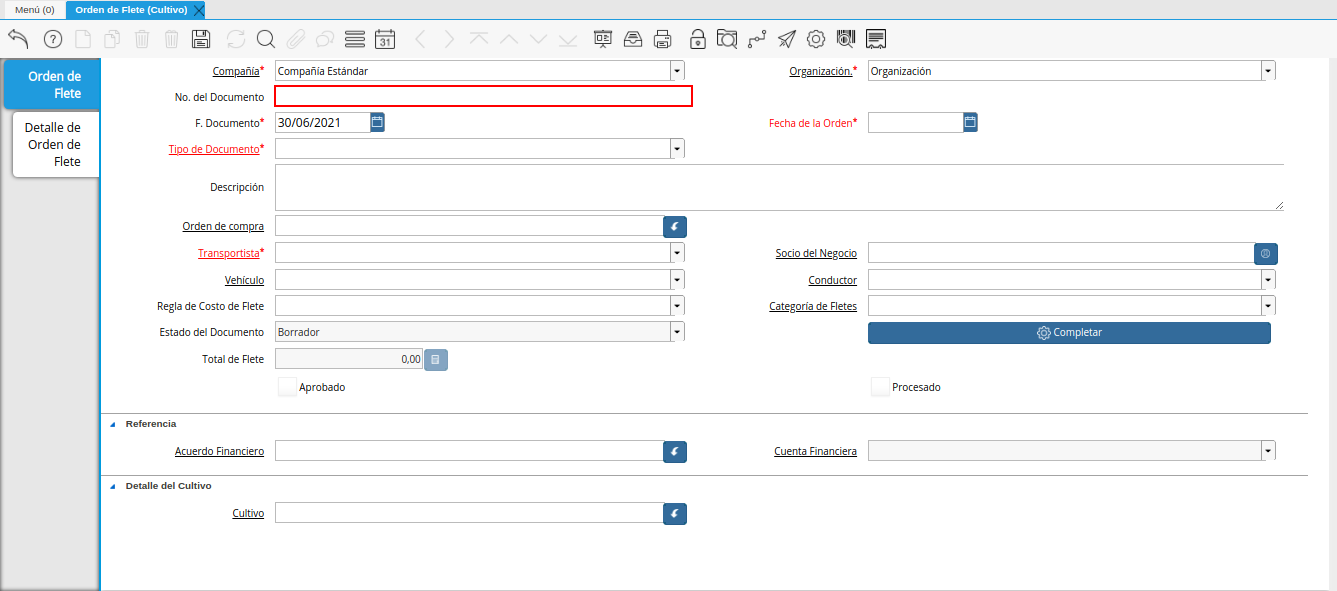 Menú (0) Orden de Flete (Cultivo)
31
Orden de
Flete
Detalle de
Orden de
Flete
Compañía* Compañía Estándar Organización.* Organización
No. del Documento
F. Documento* 30/06/2021 Fecha de la Orden*
Tipo de Documento*
Descripción
Orden de compra
Transportista* Socio del Negocio
Vehículo Conductor
Regla de Costo de Flete Categoría de Fletes
Estado del Documento Borrador Completar
Total de Flete 0,00
Aprobado Procesado
Referencia
Acuerdo Financiero Cuenta Financiera
Detalle del Cultivo
Cultivo